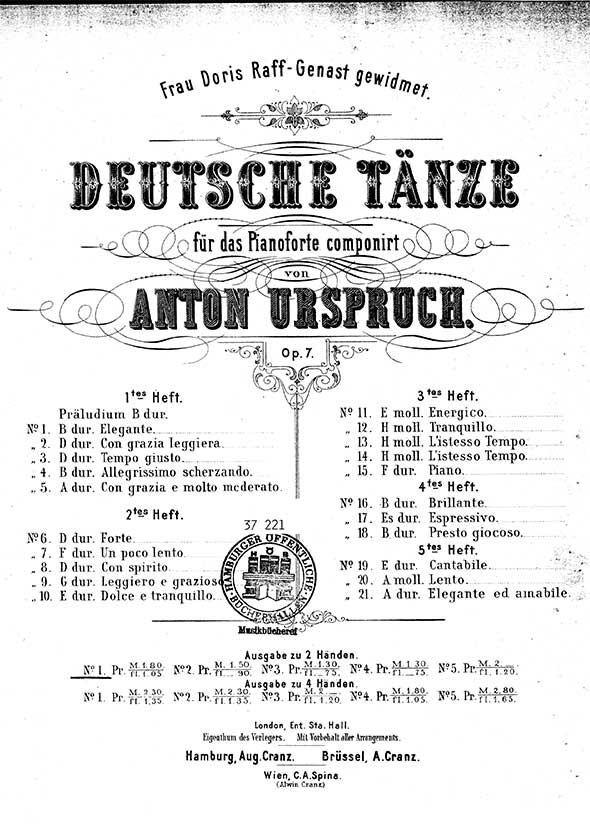 Frau Doris Raff-Genast gewidmet.
DEUTSCHE TÄNZE
für das Pianoforte componirt
von
ANTON URSPRUCH.
Op. 7.
1tes Heft.
Präludium B dur.
No 1. B dur. Elegante.
„ 2. D dur. Con grazia leggiera.
„ 3. D dur. Tempo giusto.
„ 4. B dur. Allegrissimo scherzando.
„ 5. A dur. Con grazia e molto moderato.
2tes Heft.
No 6. D dur. Forte.
„ 7. F dur. Un poco lento.
„ 8. D dur. Con spirito.
„ 9. G dur. Leggiero e grazioso
„ 10. E dur. Dolce e tranquillo.
3tes Heft.
No 11. E moll. Energico.
„ 12. H moll. Tranquillo.
„ 13. H moll. L'istesso Tempo.
„ 14. H moll. L'istesso Tempo.
„ 15. F dur. Piano.
4tes Heft.
No 16. B dur. Brillante.
„ 17. Es dur. Espressivo.
„ 18. B dur. Presto giocoso.
5tes Heft.
No 19. E dur. Cantabile.
„ 20. A moll. Lento.
„ 21. A dur. Elegante ed amabile.
37 221
HAMBURGER ÖFFENTLICHE
BÜCHERHALLEN
Musikbücherei
Ausgabe zu 2 Händen.
No 1. Pr. M. 1.80. fl. 1.05. No 2. Pr. M. 1.50. fl. _ 90. No 3. Pr. M. 1.30. fl. _ 75. No 4. Pr. M. 1.30. fl. _ 75. No 5. Pr. M. 2. _ fl. 1.20.
Ausgabe zu 4 Händen.
No 1. Pr. M. 2.30. fl. 1.35. No 2. Pr. M. 2.30. fl. 1.35. No 3. Pr. M. 2. _ fl. 1.20. No 4. Pr. M. 1.80. fl. 1.05. No 5. Pr. M. 2.80. fl. 1.65.
London, Ent. Sta. Hall.
Eigenthum des Verlegers. Mit Vorbehalt aller Arrangements.
Hamburg, Aug. Cranz. Brüssel, A. Cranz.
Wien, C. A. Spina.
(Alwin Cranz)